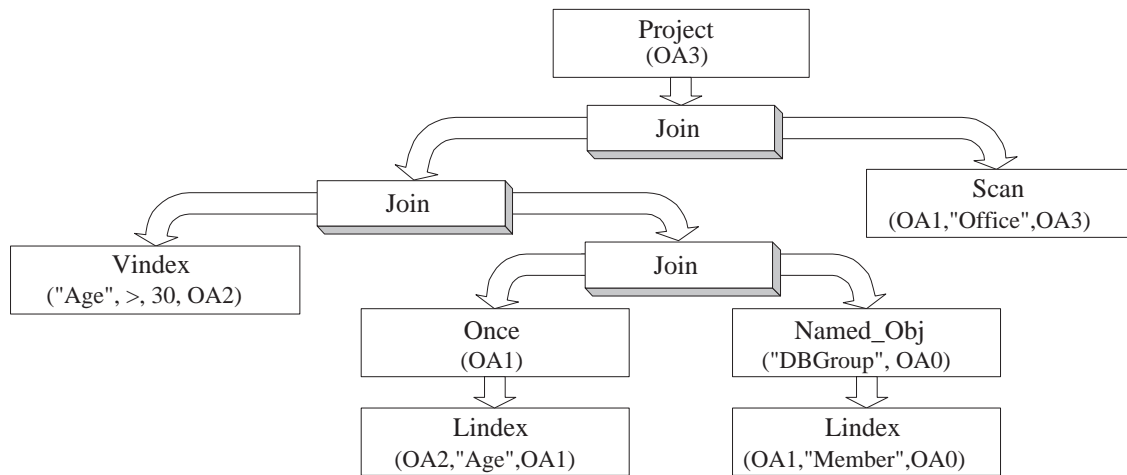 Project
(OA3)
Join
Join
Scan
(OA1,"Office",OA3)
Vindex
("Age", >, 30, OA2)
Join
Once
(OA1)
Named_Obj
("DBGroup", OA0)
Lindex
(OA2,"Age",OA1)
Lindex
(OA1,"Member",OA0)